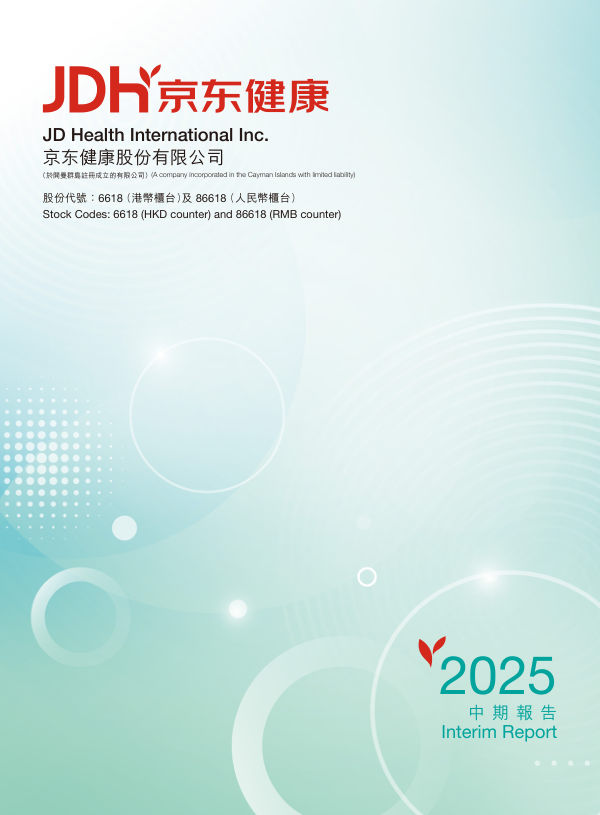 JDH 京东健康
JD Health International Inc.
京东健康股份有限公司
（於開曼群島註冊成立的有限公司） (A company incorporated in the Cayman Islands with limited liability)
股份代號：6618（港幣櫃台）及 86618（人民幣櫃台）
Stock Codes: 6618 (HKD counter) and 86618 (RMB counter)
2025
中期報告
Interim Report